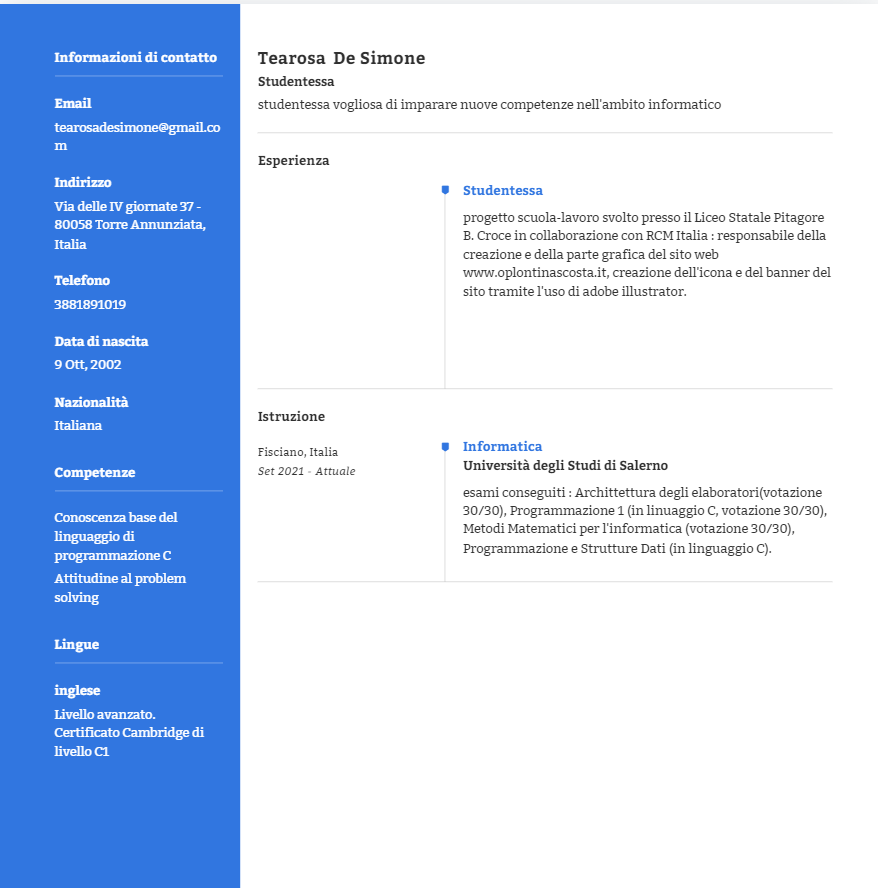 Informazioni di contatto
Email
tearosadesimone@gmail.co
m
Indirizzo
Via delle IV giornate 37 -
80058 Torre Annunziata,
Italia
Telefono
3881891019
Data di nascita
9 Ott, 2002
Nazionalità
Italiana
Competenze
Conoscenza base del
linguaggio di
programmazione C
Attitudine al problem
solving
Lingue
inglese
Livello avanzato.
Certificato Cambridge di
livello C1
Tearosa De Simone
Studentessa
studentessa vogliosa di imparare nuove competenze nell'ambito informatico
Esperienza
Studentessa
progetto scuola-lavoro svolto presso il Liceo Statale Pitagore
B. Croce in collaborazione con RCM Italia : responsabile della
creazione e della parte grafica del sito web
www.oplontinascosta.it, creazione dell'icona e del banner del
sito tramite l'uso di adobe illustrator.
Istruzione
Fisciano, Italia
Set 2021 - Attuale
Informatica
Università degli Studi di Salerno
esami conseguiti : Archittettura degli elaboratori(votazione
30/30), Programmazione 1 (in linuaggio C, votazione 30/30),
Metodi Matematici per l'informatica (votazione 30/30),
Programmazione e Strutture Dati (in linguaggio C).